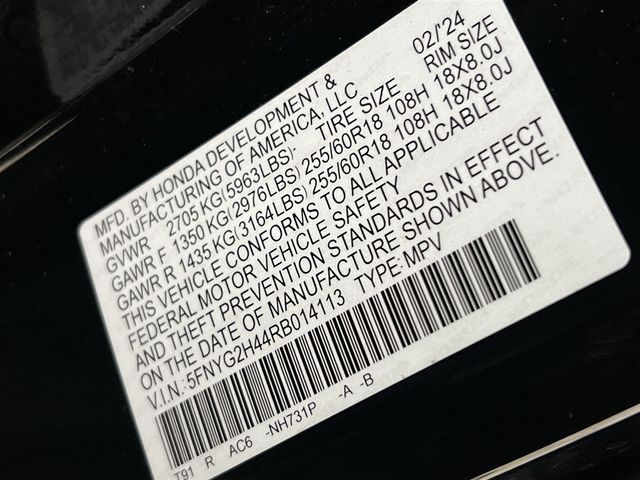 MFD. BY HONDA DEVELOPMENT & 02/'24
MANUFACTURING OF AMERICA, LLC
GVWR 2705 KG(5963LBS): TIRE SIZE RIM SIZE
GAWR F 1350 KG(2976LBS) 255/60R18 108H 18X8.0J
GAWR R 1435 KG(3164LBS) 255/60R18 108H 18X8.0J
THIS VEHICLE CONFORMS TO ALL APPLICABLE
FEDERAL MOTOR VEHICLE SAFETY
AND THEFT PREVENTION STANDARDS IN EFFECT
ON THE DATE OF MANUFACTURE SHOWN ABOVE.
V.I.N.:5FNYG2H44RB014113 TYPE:MPV
T91 R AC6 -NH731P -A -B